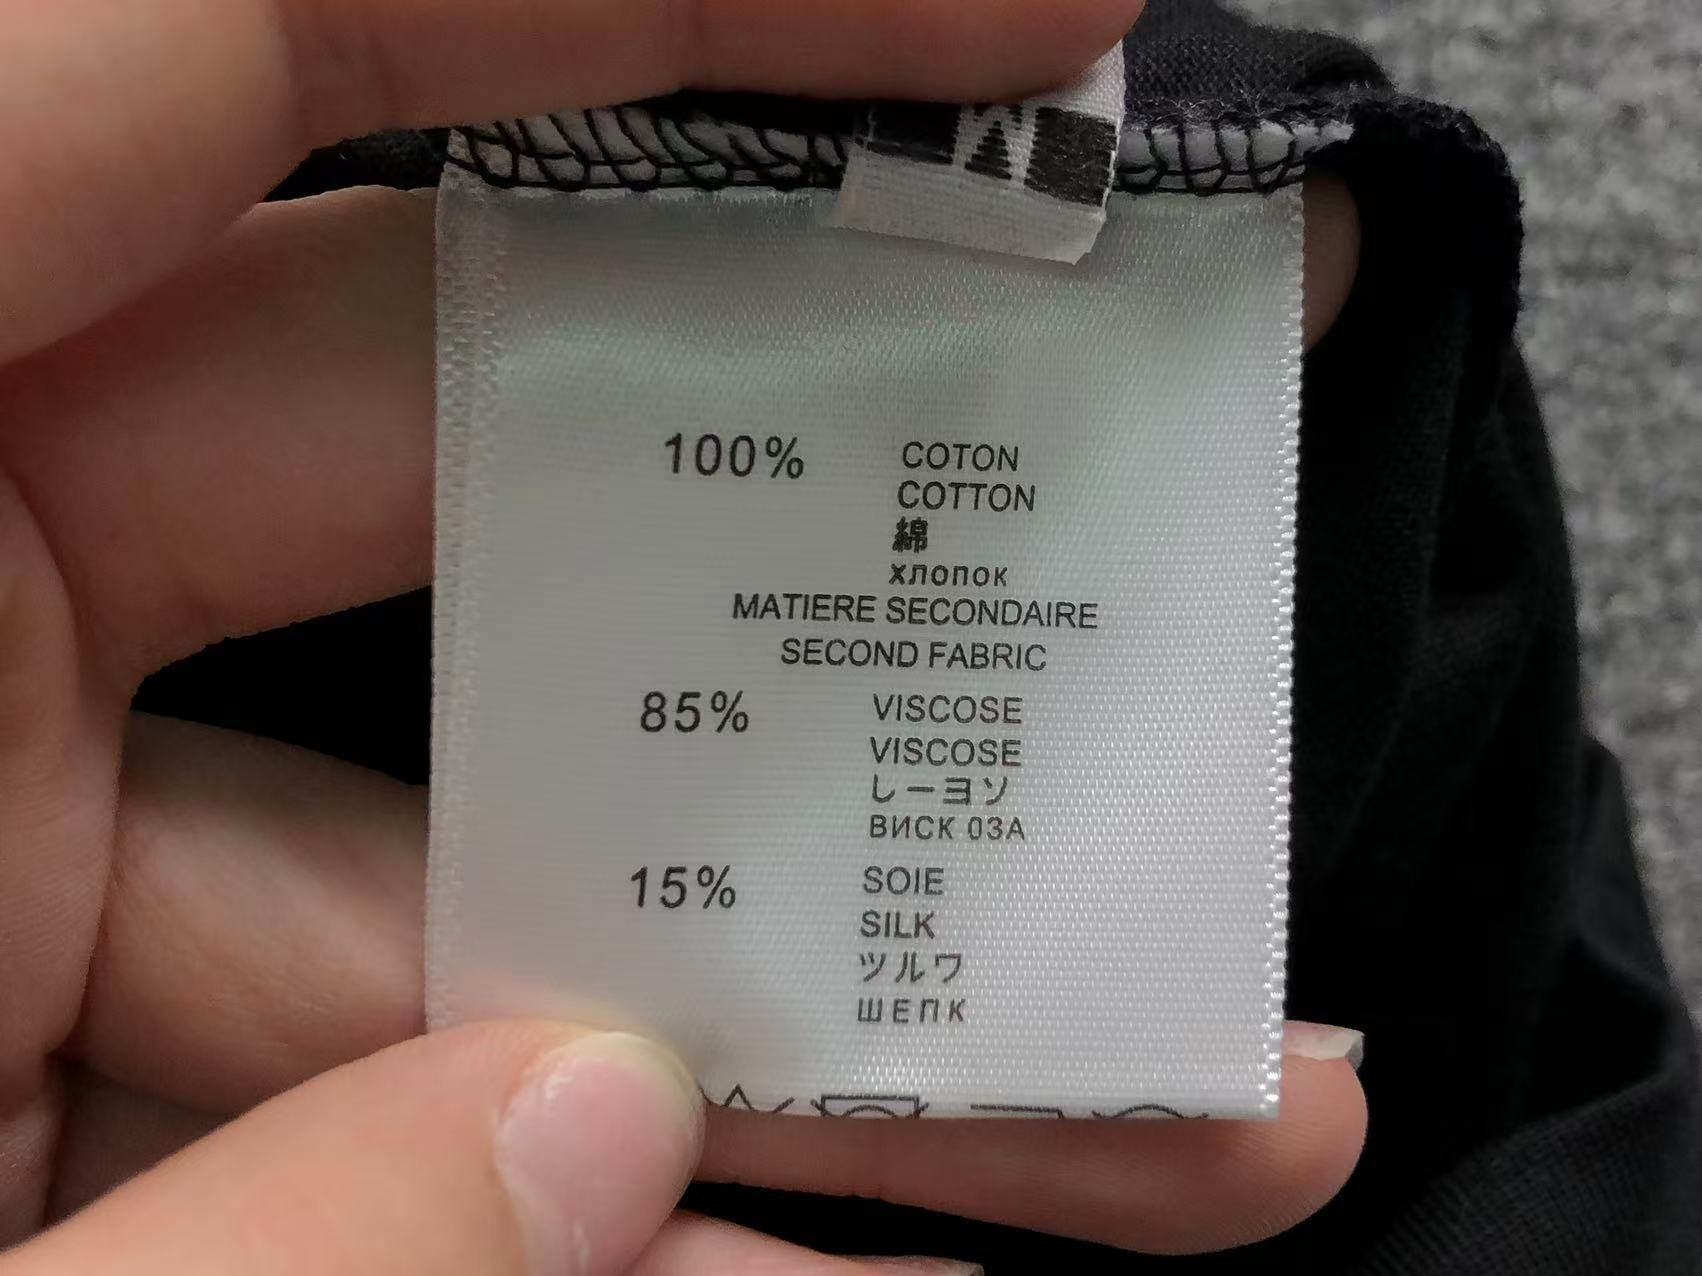 M
100% COTON
COTTON
綿
хлопок
MATIERE SECONDAIRE
SECOND FABRIC
85% VISCOSE
VISCOSE
しーヨソ
ВИСК 03А
15% SOIE
SILK
ツルワ
ШЕПК